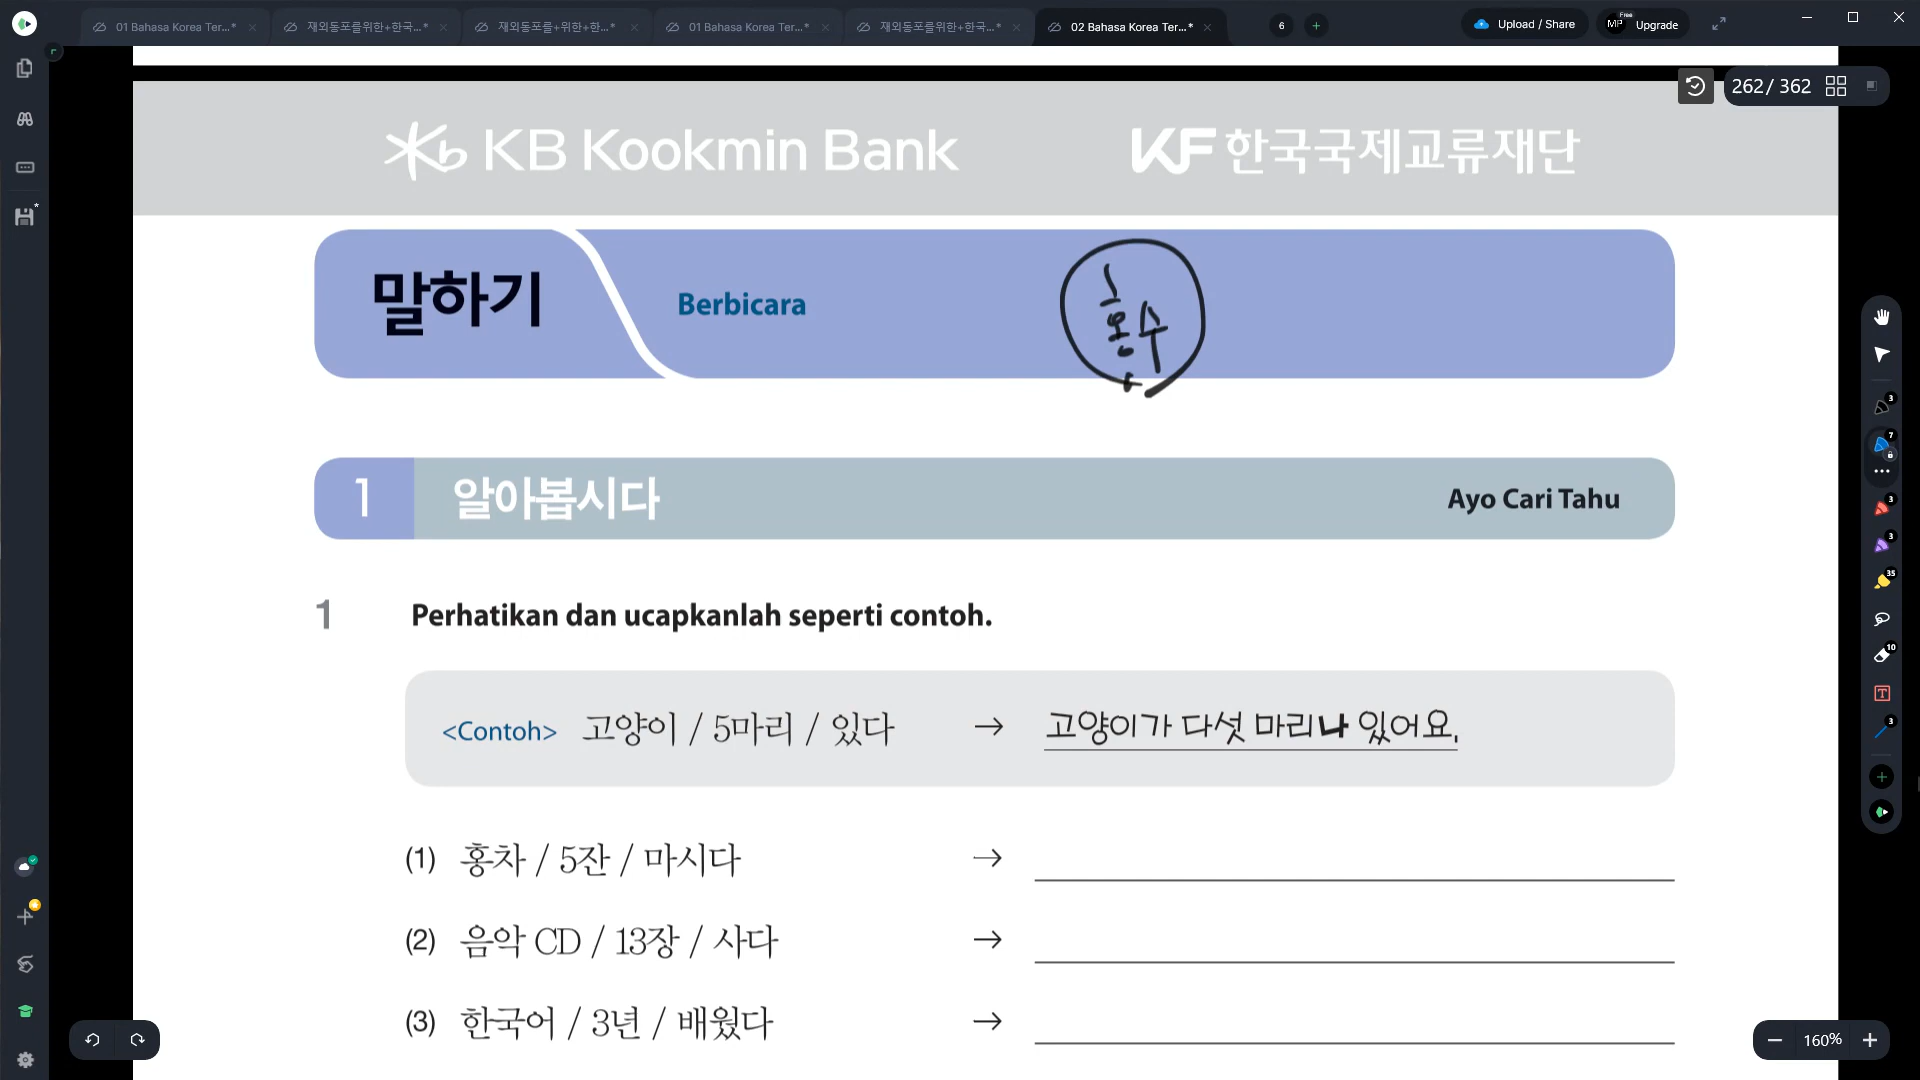 01 Bahasa Korea Ter...* 재외동포를위한+한국...* 재외동포를+위한+한...* 01 Bahasa Korea Ter...* 재외동포를위한+한국...* 02 Bahasa Korea Ter...* 6 Upload / Share MP Free Upgrade
262/ 362
KB Kookmin Bank KF 한국국제교류재단
말하기 Berbicara
1 알아봅시다 Ayo Cari Tahu
1 Perhatikan dan ucapkanlah seperti contoh.
<Contoh> 고양이 / 5마리 / 있다 → 고양이가 다섯 마리나 있어요.
(1) 홍차 / 5잔 / 마시다 →
(2) 음악 CD / 13장 / 사다 →
(3) 한국어 / 3년 / 배웠다 →
160%